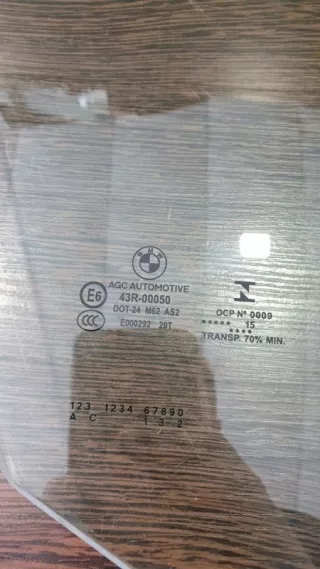 BMW
AGC AUTOMOTIVE
E6 43R-00050
DOT-24 M62 AS2
CCC E000292 20T
N
OCP Nº 0009
***** 15 ****
TRANSP. 70% MIN.
123 1234 67890
A C 1 3 2